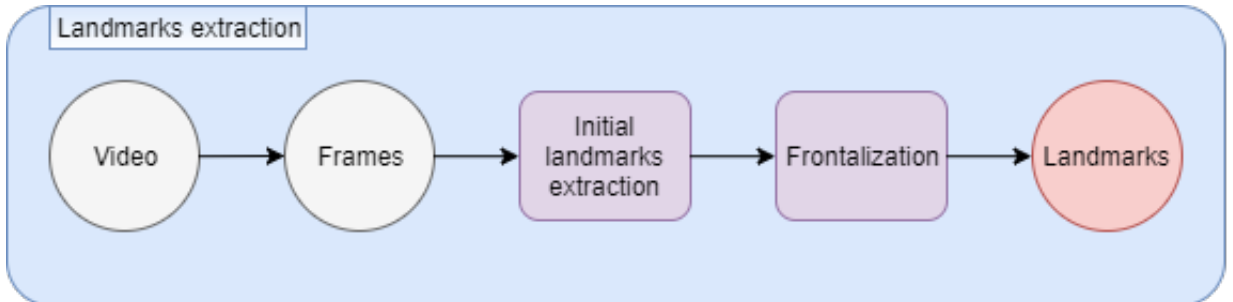 Landmarks extraction
Video
Frames
Initial
landmarks
extraction
Frontalization
Landmarks